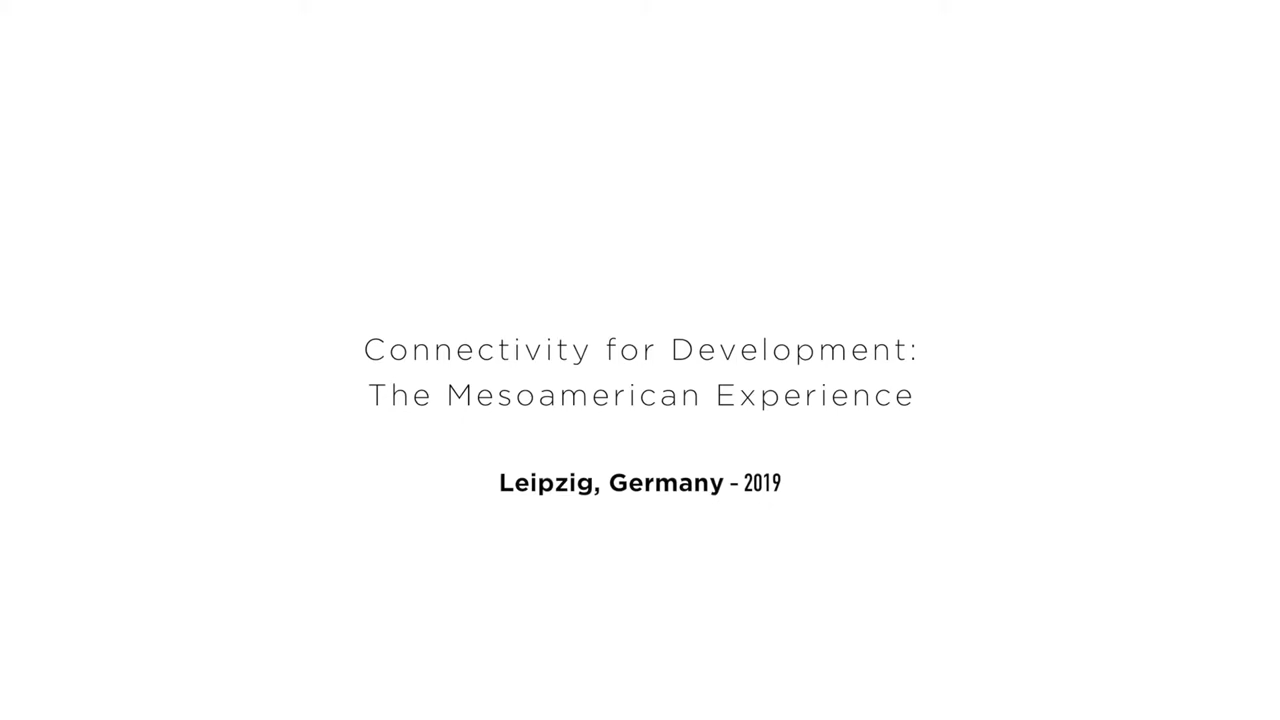 Connectivity for Development:
The Mesoamerican Experience
Leipzig, Germany - 2019